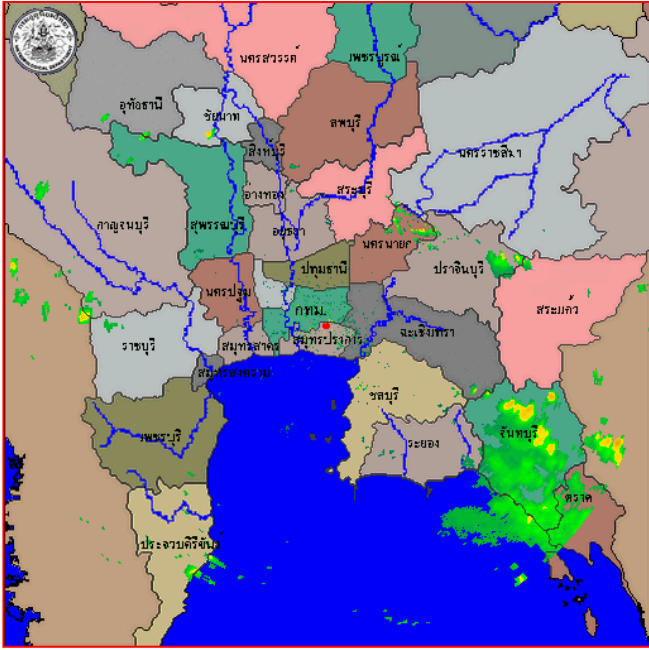 นครสวรรค์
เพชรบูรณ์
อุทัยธานี
ชัยนาท
ลพบุรี
สิงหบุรี
นครราชสีมา
อ่างทอง
สระบุรี
กาญจนบุรี
สุพรรณบุรี
อยุธยา
นครนายก
ปทุมธานี
ปราจีนบุรี
นครปฐม
กทม.
สระแก้ว
ฉะเชิงเทรา
ราชบุรี
สมุทรสาคร
สมุทรปราการ
สมุทรสงคราม
ชลบุรี
เพชรบุรี
ระยอง
จันทบุรี
ตราด
ประจวบคีรีขันธ์